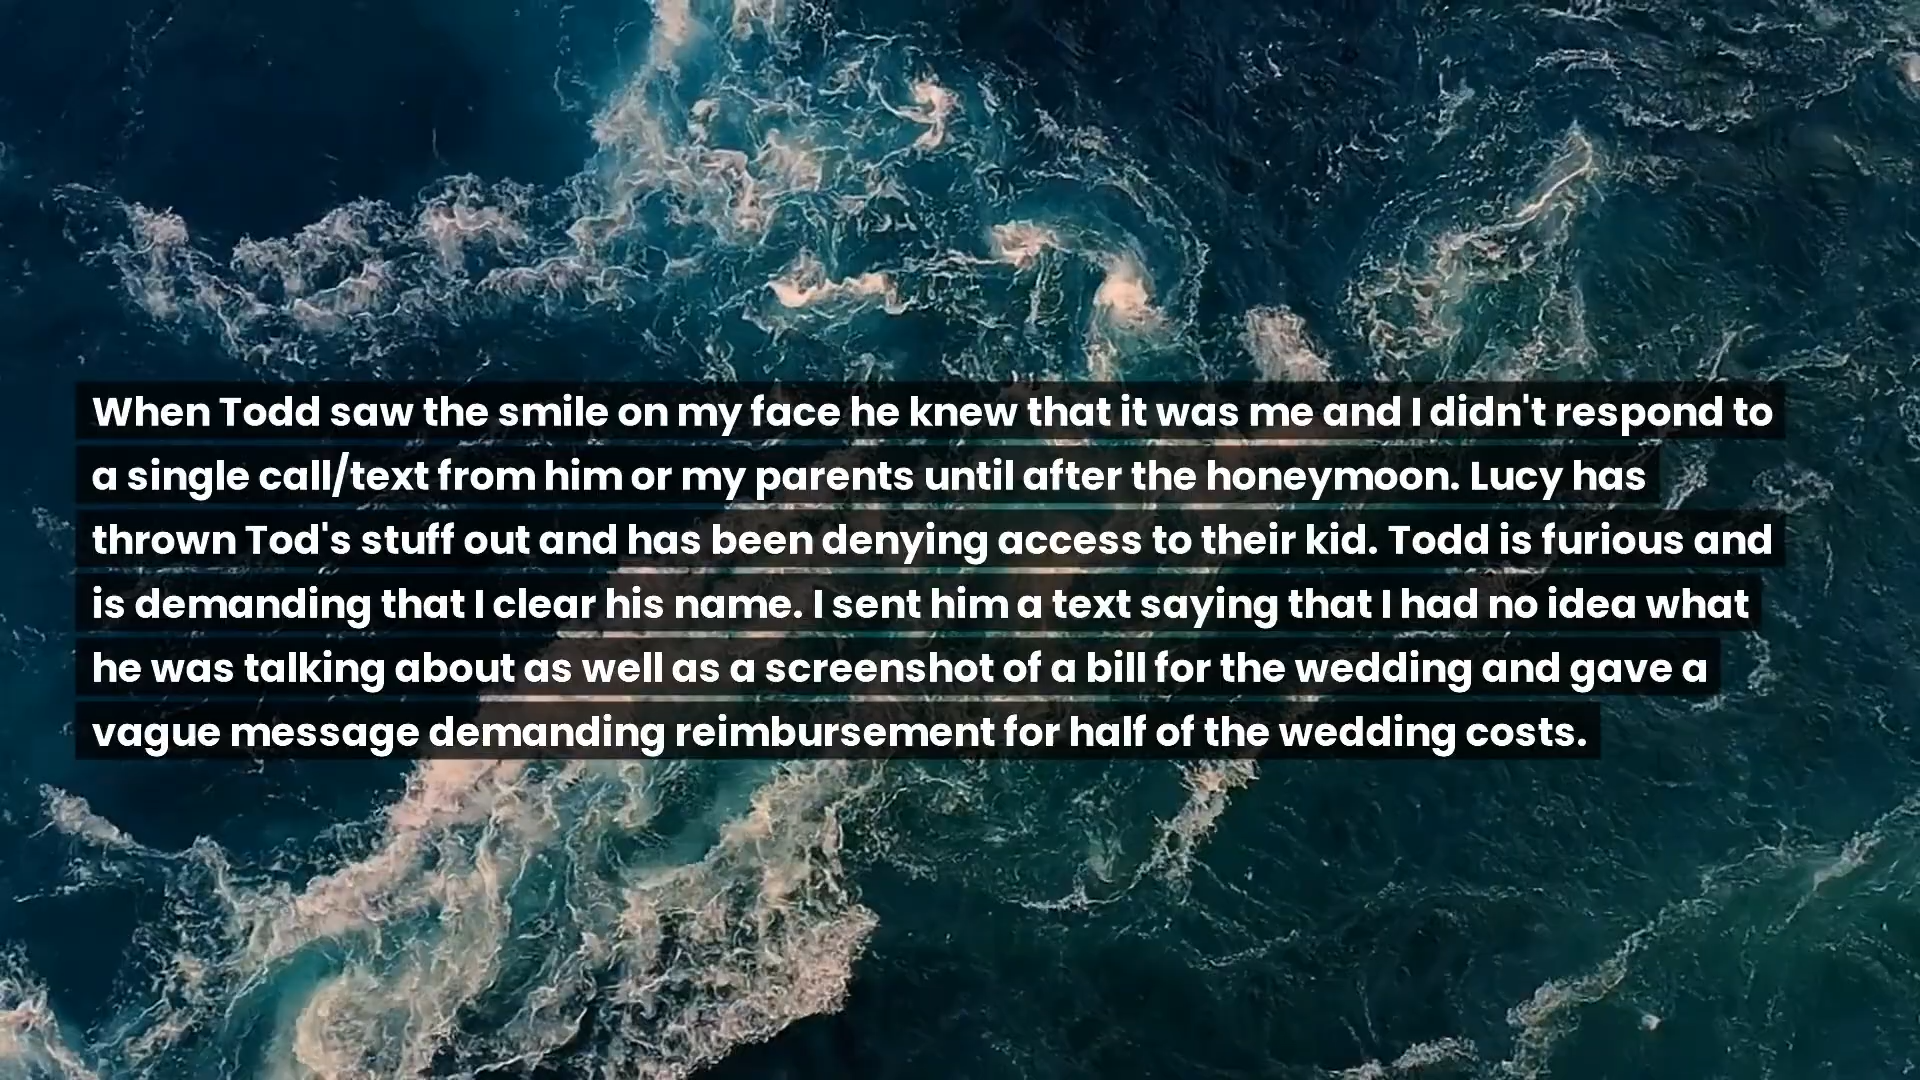 When Todd saw the smile on my face he knew that it was me and I didn't respond to
a single call/text from him or my parents until after the honeymoon. Lucy has
thrown Tod's stuff out and has been denying access to their kid. Todd is furious and
is demanding that I clear his name. I sent him a text saying that I had no idea what
he was talking about as well as a screenshot of a bill for the wedding and gave a
vague message demanding reimbursement for half of the wedding costs.